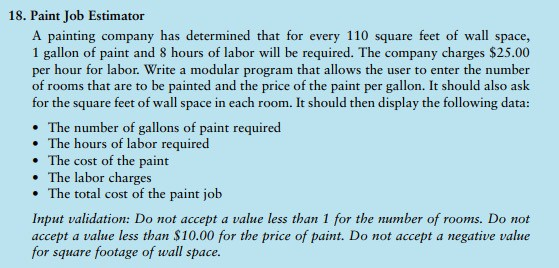 18. Paint Job Estimator
A painting company has determined that for every 110 square feet of wall space,
1 gallon of paint and 8 hours of labor will be required. The company charges $25.00
per hour for labor. Write a modular program that allows the user to enter the number
of rooms that are to be painted and the price of the paint per gallon. It should also ask
for the square feet of wall space in each room. It should then display the following data:
• The number of gallons of paint required
• The hours of labor required
• The cost of the paint
• The labor charges
• The total cost of the paint job
Input validation: Do not accept a value less than 1 for the number of rooms. Do not
accept a value less than $10.00 for the price of paint. Do not accept a negative value
for square footage of wall space.